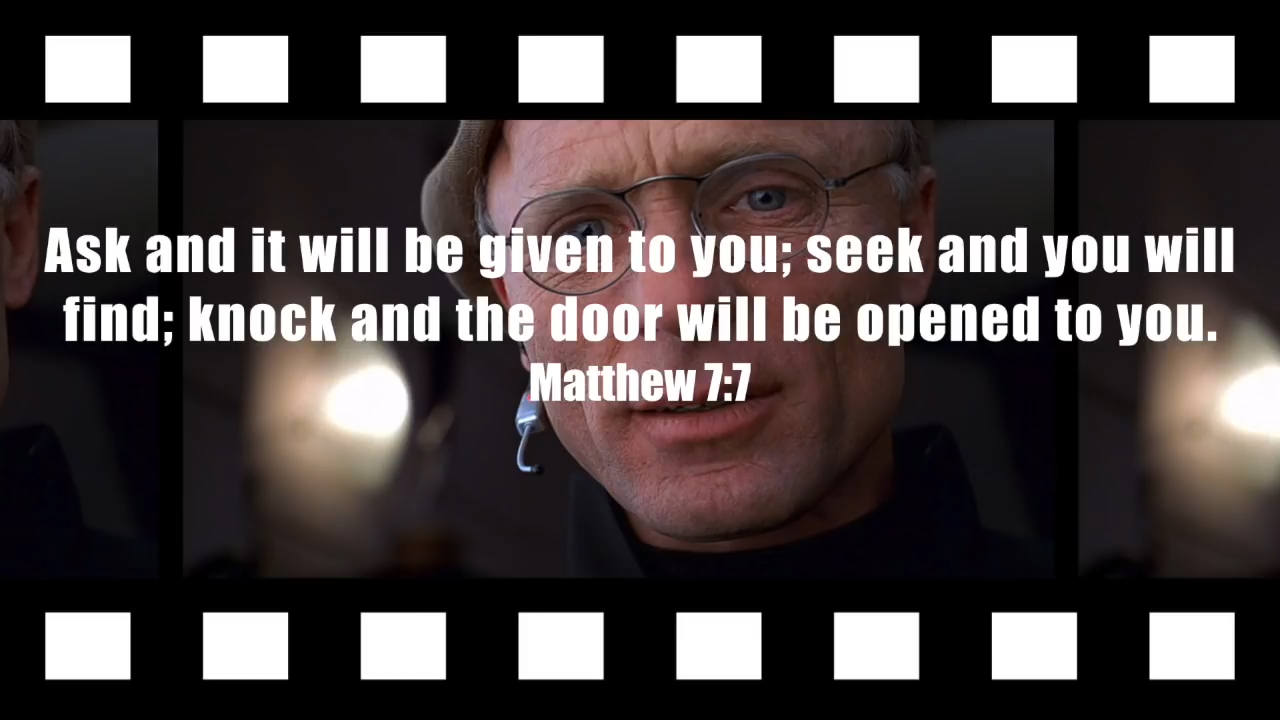 Ask and it will be given to you; seek and you will
find; knock and the door will be opened to you.
Matthew 7:7